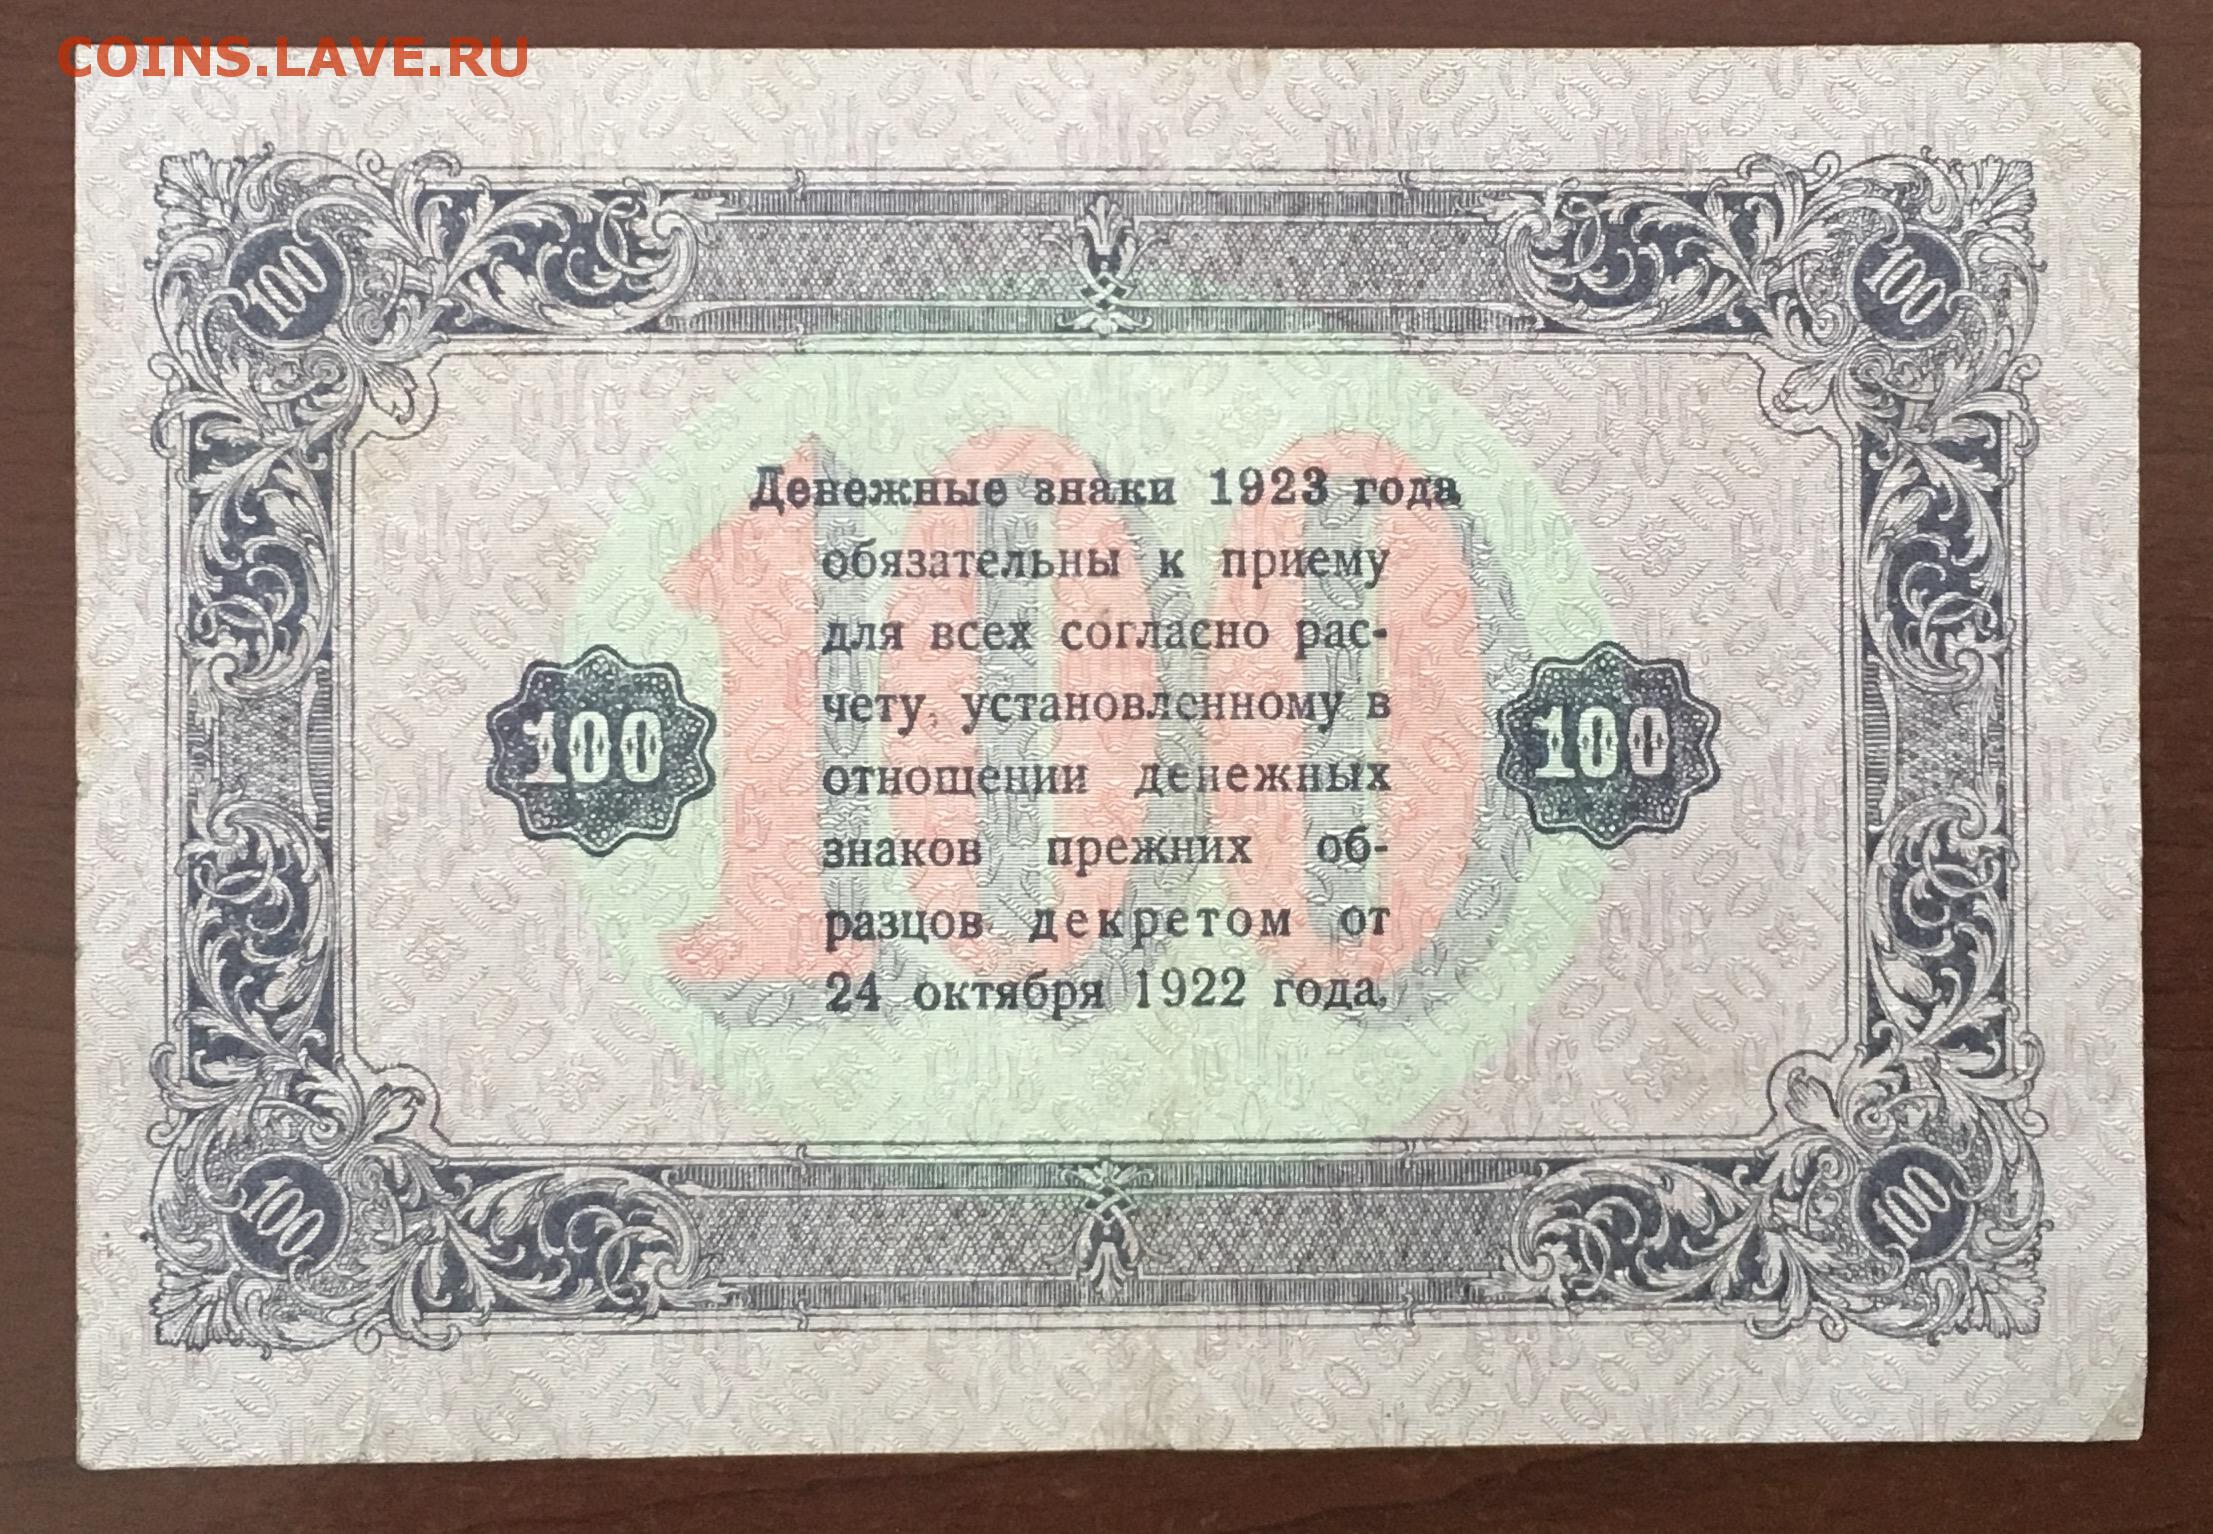 COINS.LAVE.RU
100 100
Денежные знаки 1923 года
обязательны к приему
для всех согласно рас-
чету, установленному в
отношении денежных
знаков прежних об-
разцов декретом от
24 октября 1922 года.
100 100 100
100 100